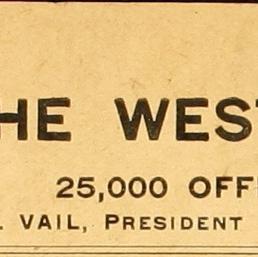 HE WEST
25,000 OFF
. VAIL, PRESIDENT